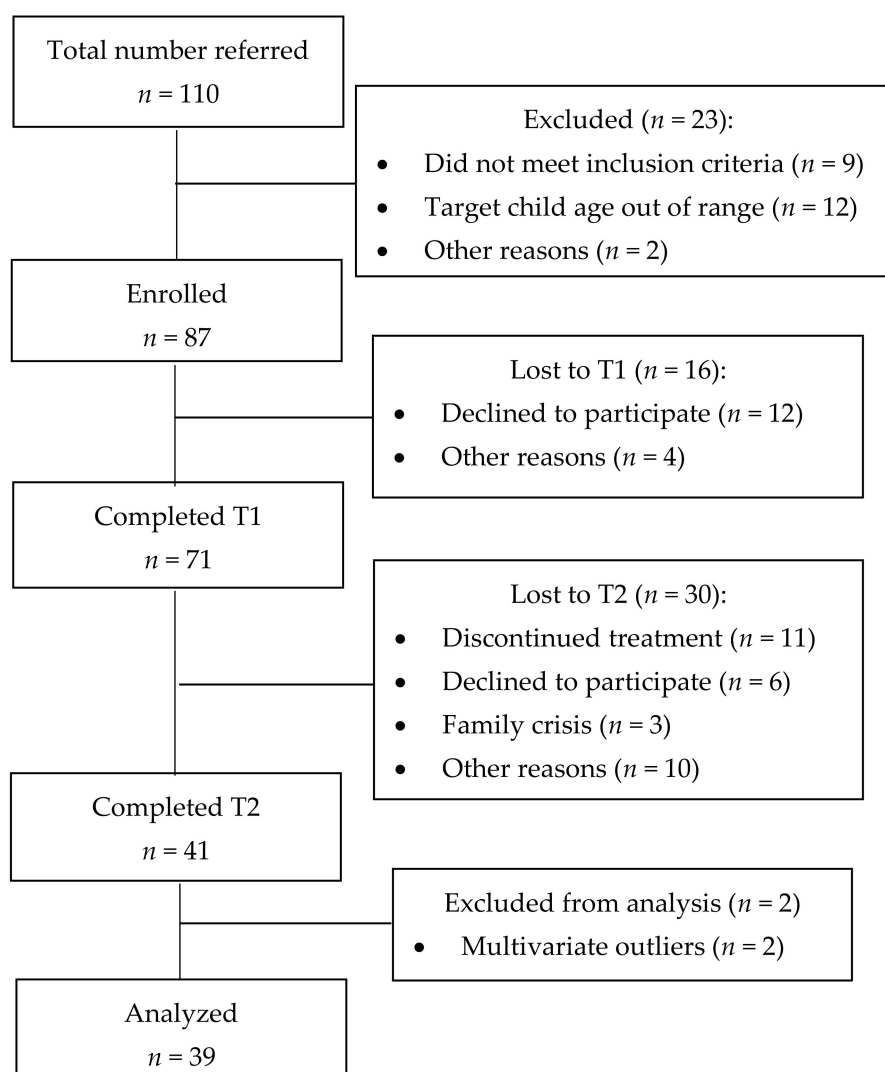 Total number referred
n = 110
Excluded (n = 23):
• Did not meet inclusion criteria (n = 9)
• Target child age out of range (n = 12)
• Other reasons (n = 2)
Enrolled
n = 87
Lost to T1 (n = 16):
• Declined to participate (n = 12)
• Other reasons (n = 4)
Completed T1
n = 71
Lost to T2 (n = 30):
• Discontinued treatment (n = 11)
• Declined to participate (n = 6)
• Family crisis (n = 3)
• Other reasons (n = 10)
Completed T2
n = 41
Excluded from analysis (n = 2)
• Multivariate outliers (n = 2)
Analyzed
n = 39